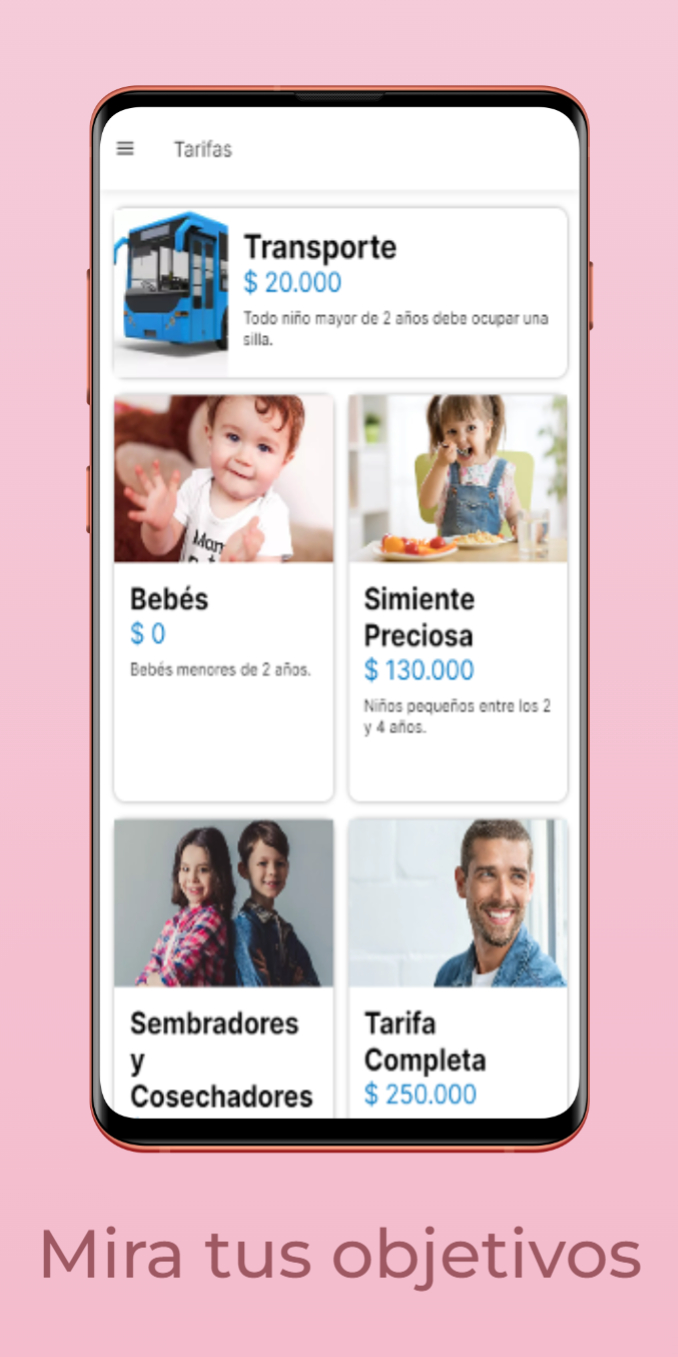 Tarifas
Transporte
$ 20.000
Todo niño mayor de 2 años debe ocupar una
silla.
Bebés
$ 0
Bebés menores de 2 años.
Simiente
Preciosa
$ 130.000
Niños pequeños entre los 2
y 4 años.
Sembradores
y
Cosechadores
Tarifa
Completa
$ 250.000
Mira tus objetivos